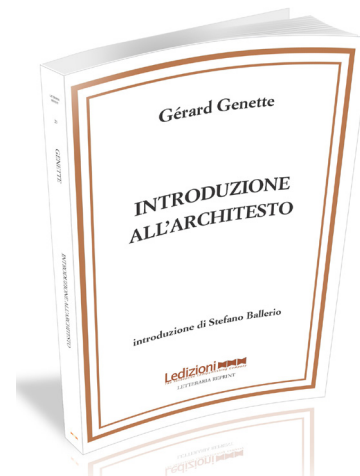 Gérard Genette
INTRODUZIONE
ALL'ARCHITESTO
introduzione di Stefano Ballerio
Ledizioni
LETTERARIA REPRINT
GENETTE
INTRODUZIONE ALL'ARCHITESTO